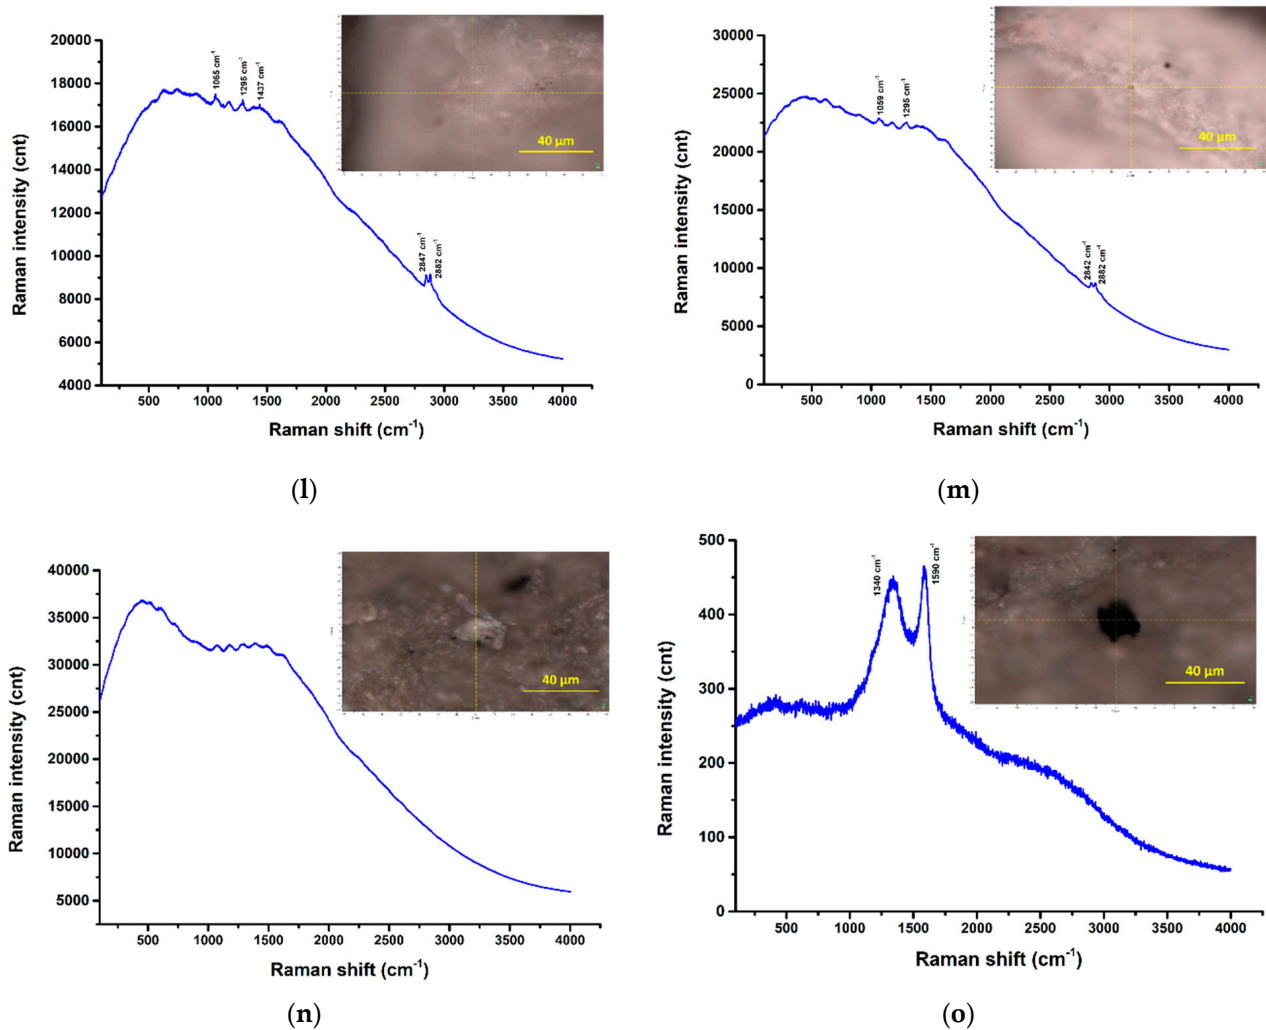 20000
18000
16000
14000
12000
10000
8000
6000
4000
Raman intensity (cnt)
1065 cm⁻¹
1295 cm⁻¹
1437 cm⁻¹
2847 cm⁻¹
2882 cm⁻¹
40 µm
500 1000 1500 2000 2500 3000 3500 4000
Raman shift (cm⁻¹)
(l)
30000
25000
20000
15000
10000
5000
0
Raman intensity (cnt)
1059 cm⁻¹
1295 cm⁻¹
2842 cm⁻¹
2882 cm⁻¹
40 µm
500 1000 1500 2000 2500 3000 3500 4000
Raman shift (cm⁻¹)
(m)
40000
35000
30000
25000
20000
15000
10000
5000
Raman intensity (cnt)
40 µm
500 1000 1500 2000 2500 3000 3500 4000
Raman shift (cm⁻¹)
(n)
500
400
300
200
100
0
Raman intensity (cnt)
1340 cm⁻¹
1590 cm⁻¹
40 µm
500 1000 1500 2000 2500 3000 3500 4000
Raman shift (cm⁻¹)
(o)